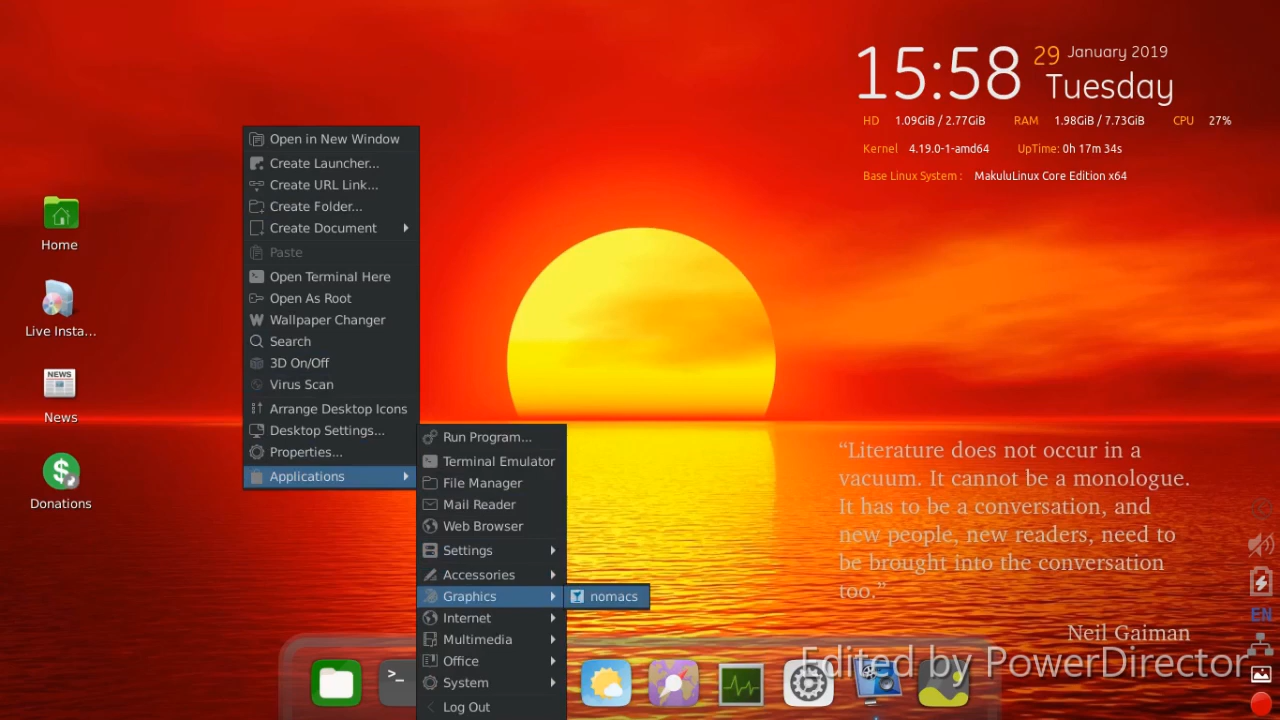 15:58
29 January 2019
Tuesday
HD 1.09GiB / 2.77GiB RAM 1.98GiB / 7.73GiB CPU 27%
Kernel 4.19.0-1-amd64 UpTime: 0h 17m 34s
Base Linux System : MakuluLinux Core Edition x64
Home
Live Insta...
NEWS
News
Donations
Open in New Window
Create Launcher...
Create URL Link...
Create Folder...
Create Document
Paste
Open Terminal Here
Open As Root
Wallpaper Changer
Search
3D On/Off
Virus Scan
Arrange Desktop Icons
Desktop Settings...
Properties...
Applications
Run Program...
Terminal Emulator
File Manager
Mail Reader
Web Browser
Settings
Accessories
Graphics
Internet
Multimedia
Office
System
Log Out
nomacs
“Literature does not occur in a
vacuum. It cannot be a monologue.
It has to be a conversation, and
new people, new readers, need to
be brought into the conversation
too.”
Neil Gaiman
EN
Edited by PowerDirector